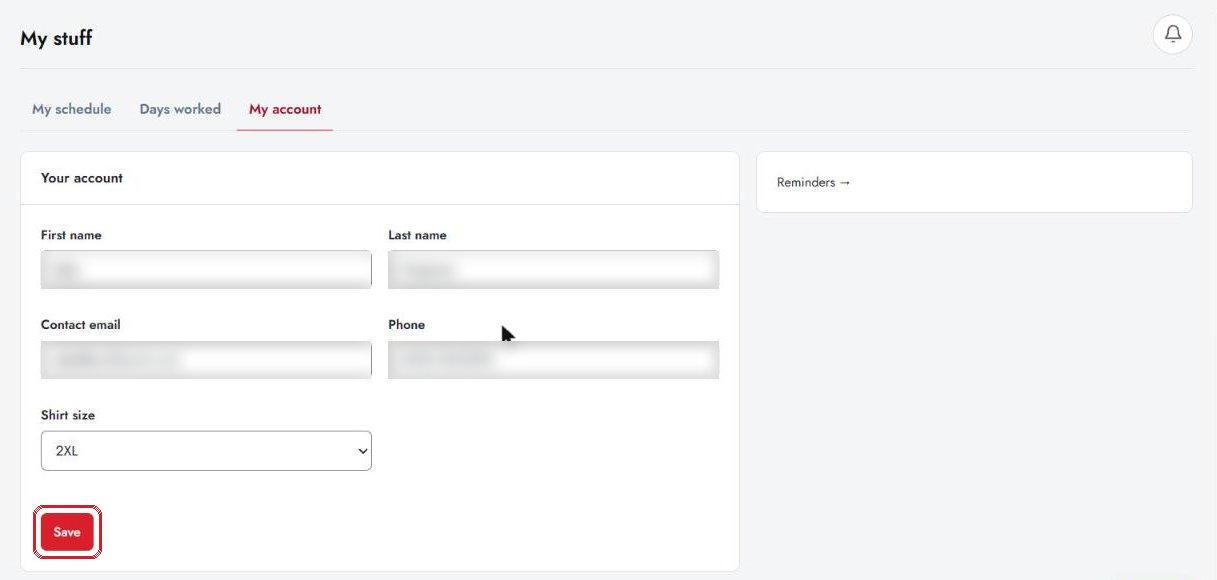 My stuff
My schedule Days worked My account
Your account
Reminders →
First name Last name
Contact email Phone
Shirt size
2XL
Save